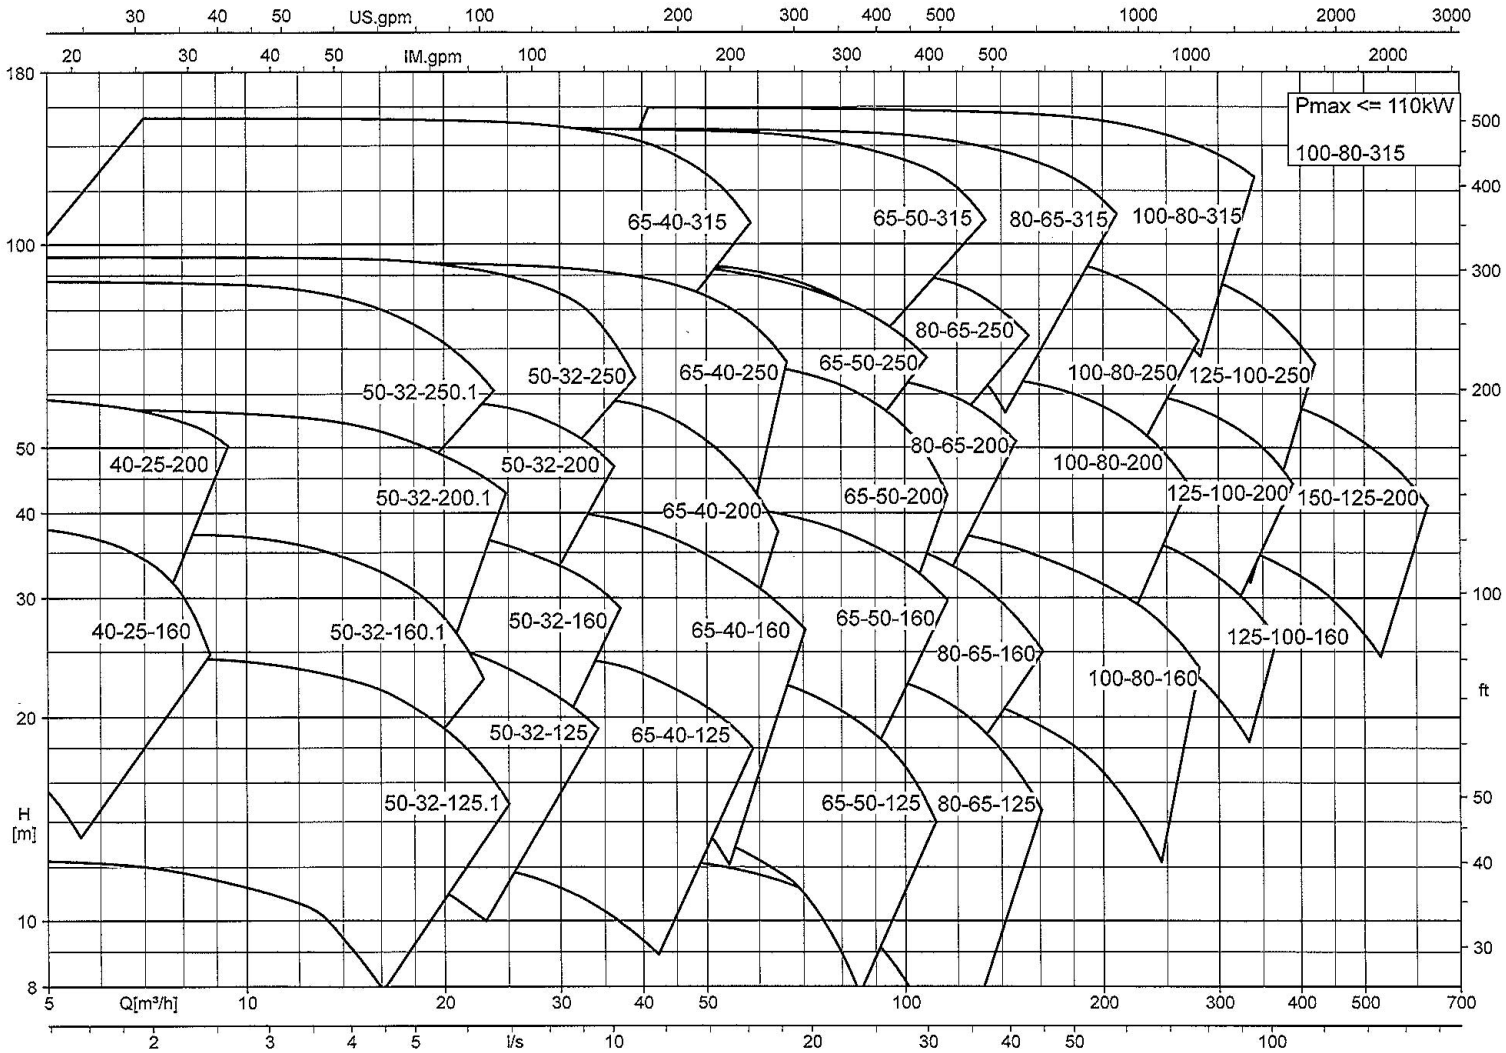 30 40 50 US.gpm 100 200 300 400 500 1000 2000 3000
20 30 40 50 IM.gpm 100 200 300 400 500 1000 2000
180
Pmax <= 110kW
500
100-80-315
400
65-40-315 65-50-315 80-65-315 100-80-315
100
300
80-65-250
50-32-250.1 50-32-250 65-40-250 65-50-250 100-80-250 125-100-250
200
50
40-25-200 50-32-200 80-65-200 100-80-200
50-32-200.1 65-40-200 65-50-200 125-100-200 150-125-200
40
30
100
40-25-160 50-32-160.1 50-32-160 65-40-160 65-50-160 125-100-160
80-65-160 100-80-160
ft
20
50-32-125 65-40-125
50-32-125.1 65-50-125 80-65-125
50
H
[m]
40
10
30
8
5 Q[m³/h] 10 20 30 40 50 100 200 300 400 500 700
2 3 4 5 l/s 10 20 30 40 50 100